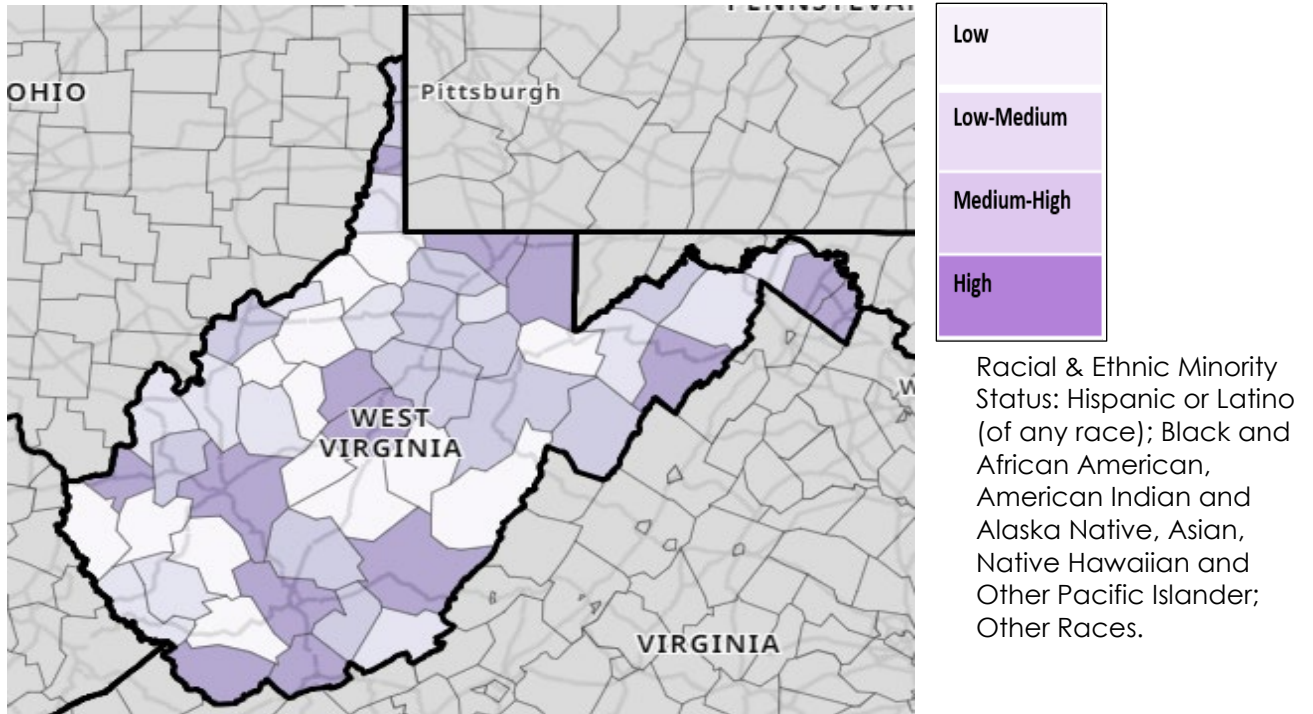 OHIO
Pittsburgh
WEST
VIRGINIA
VIRGINIA
Low
Low-Medium
Medium-High
High
Racial & Ethnic Minority
Status: Hispanic or Latino
(of any race); Black and
African American,
American Indian and
Alaska Native, Asian,
Native Hawaiian and
Other Pacific Islander;
Other Races.